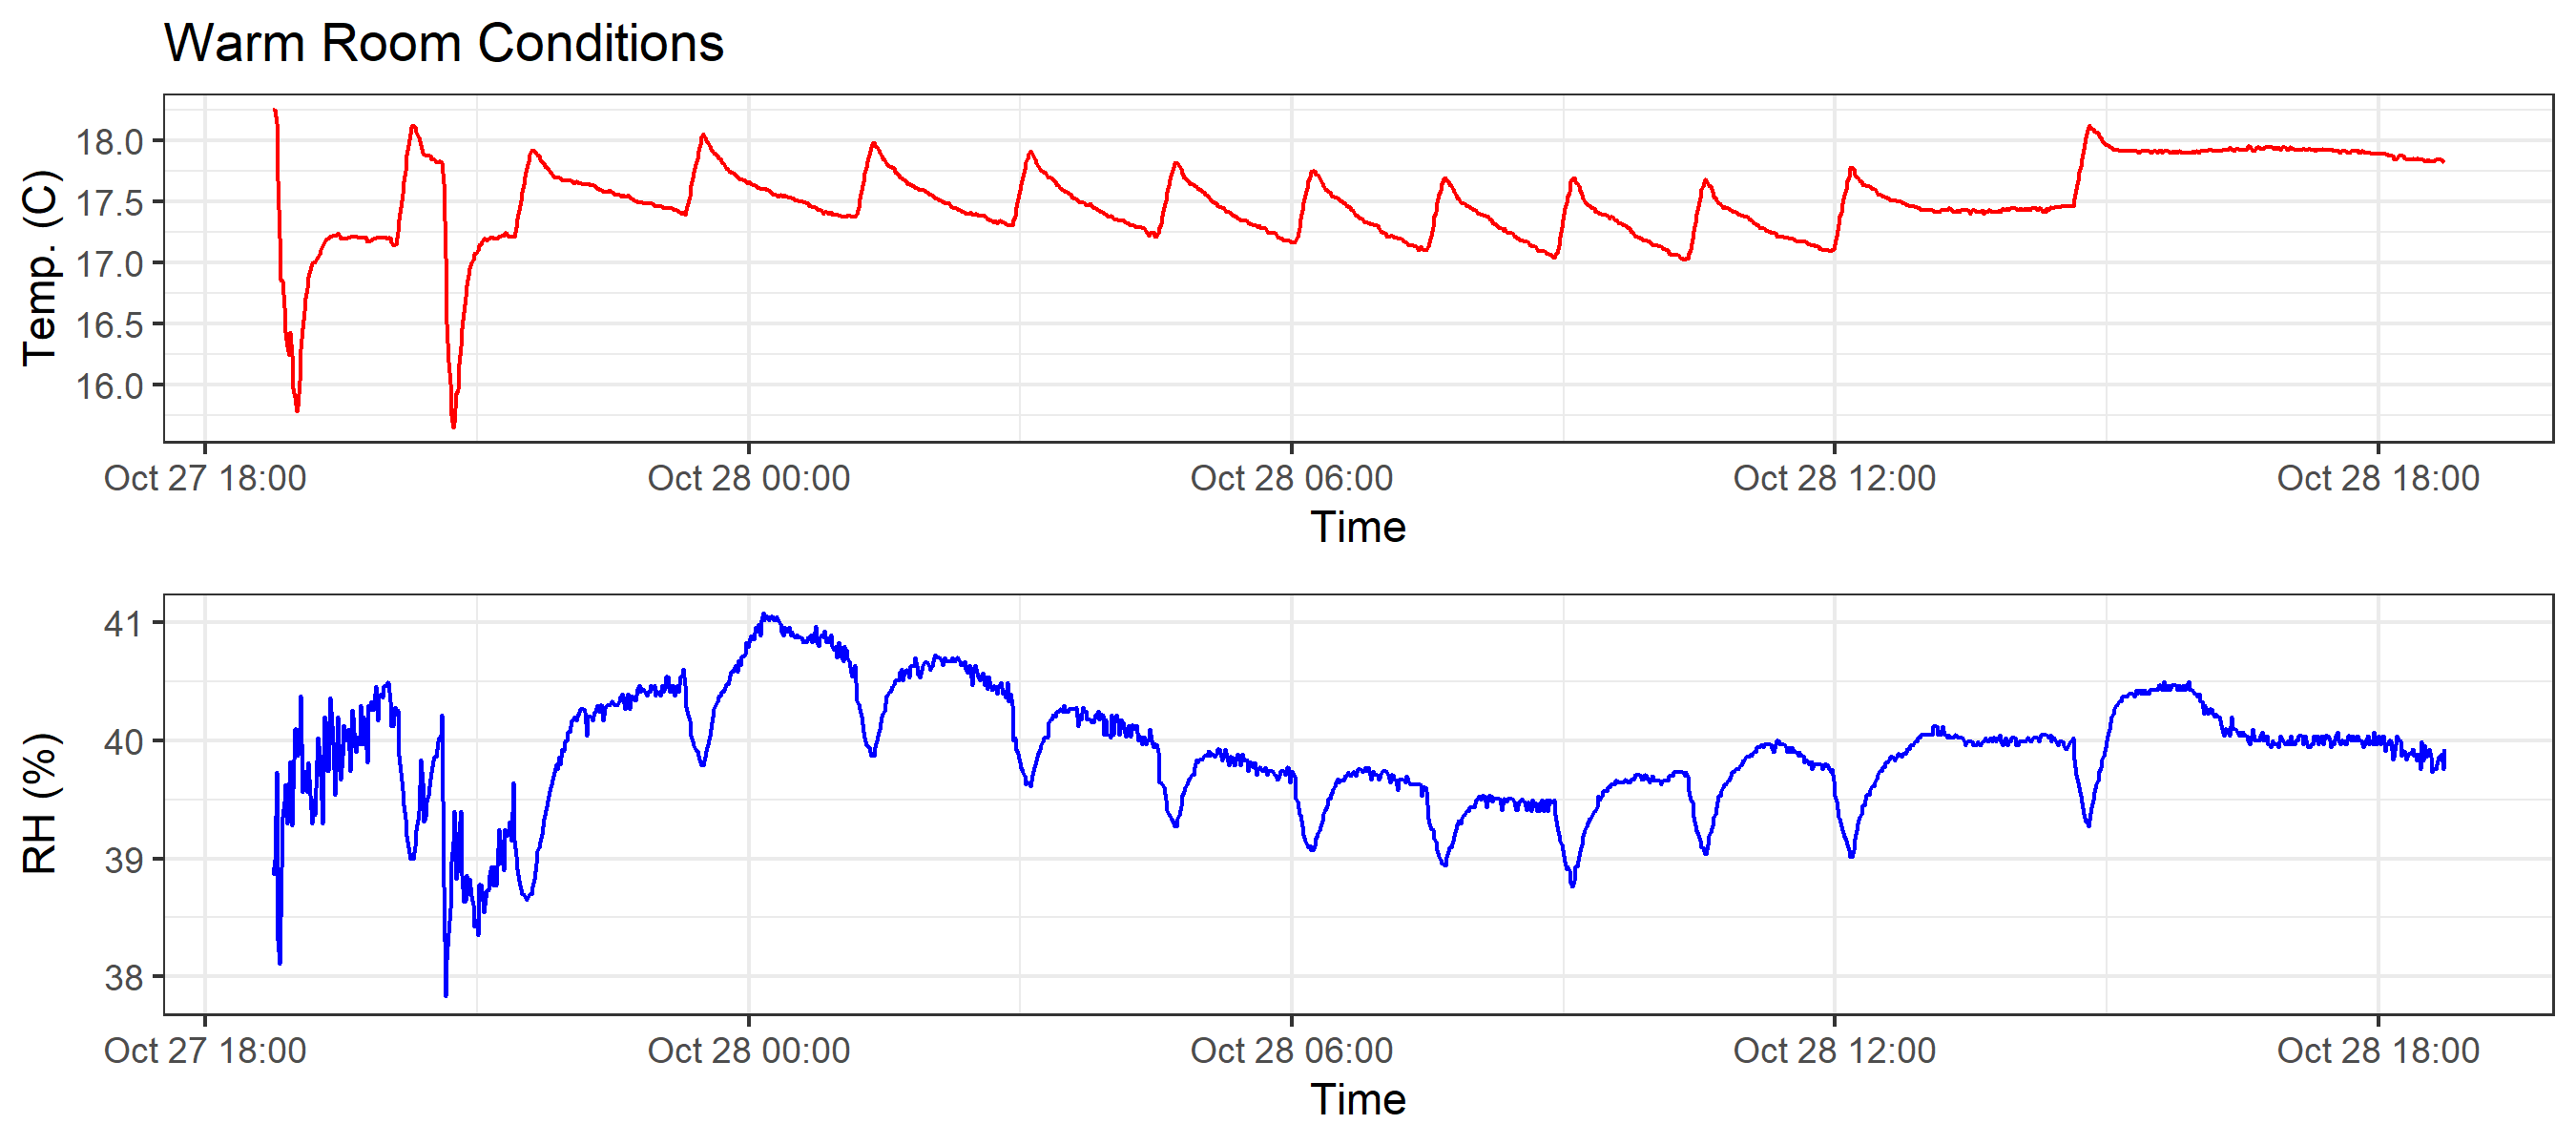 Warm Room Conditions
Temp. (C)
18.0
17.5
17.0
16.5
16.0
Oct 27 18:00 Oct 28 00:00 Oct 28 06:00 Oct 28 12:00 Oct 28 18:00
Time
RH (%)
41
40
39
38
Oct 27 18:00 Oct 28 00:00 Oct 28 06:00 Oct 28 12:00 Oct 28 18:00
Time